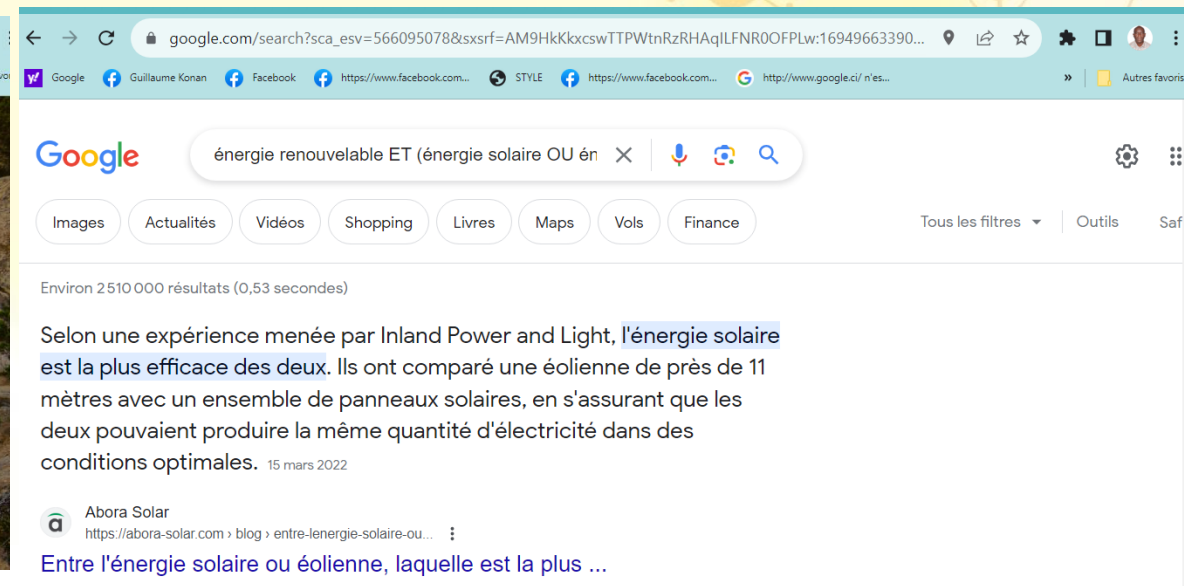 google.com/search?sca_esv=566095078&sxsrf=AM9HkKkxcswTTPWtnRzRHAqILFNR0OFPLw:16949663390...
Google Guillaume Konan Facebook https://www.facebook.com... STYLE https://www.facebook.com... http://www.google.ci/ n'es... » Autres favoris
Google énergie renouvelable ET (énergie solaire OU én
Images Actualités Vidéos Shopping Livres Maps Vols Finance Tous les filtres Outils Saf
Environ 2 510 000 résultats (0,53 secondes)
Selon une expérience menée par Inland Power and Light, l'énergie solaire
est la plus efficace des deux. Ils ont comparé une éolienne de près de 11
mètres avec un ensemble de panneaux solaires, en s'assurant que les
deux pouvaient produire la même quantité d'électricité dans des
conditions optimales. 15 mars 2022
Abora Solar
https://abora-solar.com › blog › entre-lenergie-solaire-ou...
Entre l'énergie solaire ou éolienne, laquelle est la plus ...